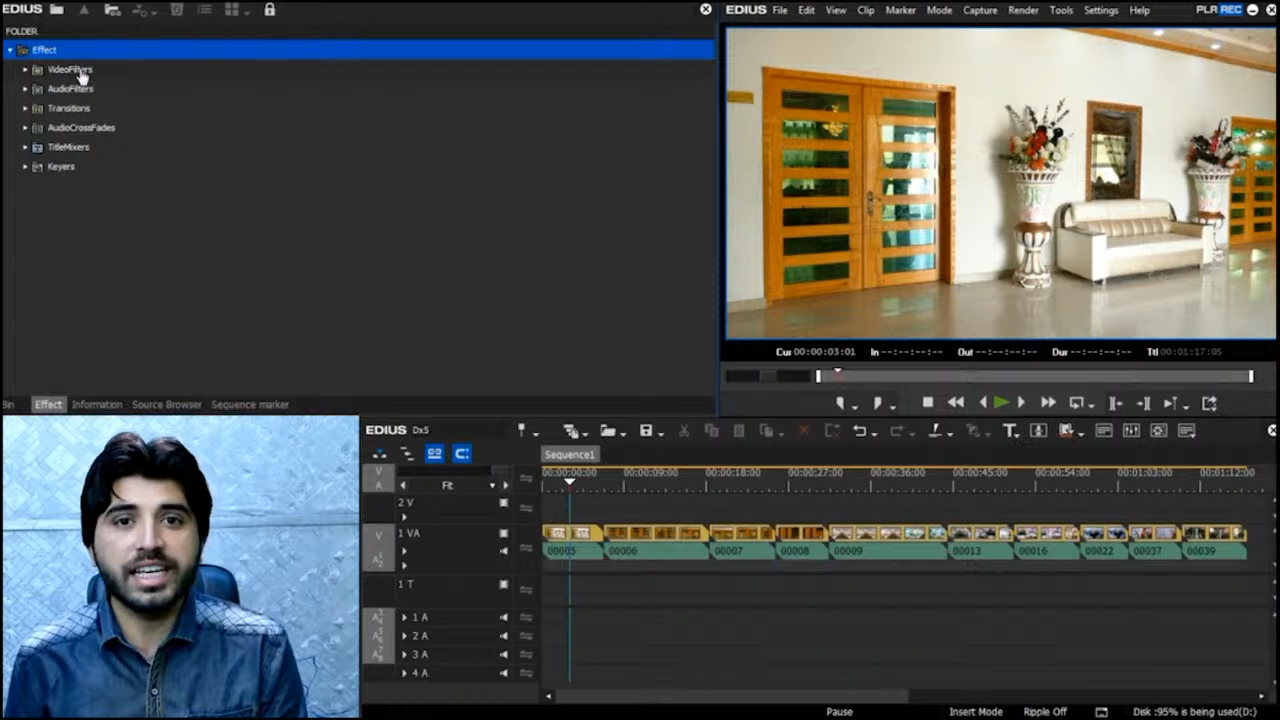 EDIUS
FOLDER
Effect
VideoFilters
AudioFilters
Transitions
AudioCrossFades
TitleMixers
Keyers
Bin Effect Information Source Browser Sequence marker
EDIUS File Edit View Clip Marker Mode Capture Render Tools Settings Help PLR REC
Cur 00:00:03:01 In --:--:--:-- Out --:--:--:-- Dur --:--:--:-- Ttl 00:01:17:05
EDIUS Dx5
Sequence1
V
A
Fit
00:00:00:00 00:00:09:00 00:00:18:00 00:00:27:00 00:00:36:00 00:00:45:00 00:00:54:00 00:01:03:00 00:01:12:00
2 V
V 1 VA
00005 00006 00007 00008 00009 00013 00016 00022 00037 00039
1 T
1 A
2 A
3 A
4 A
Pause Insert Mode Ripple Off Disk :95% is being used(D:)